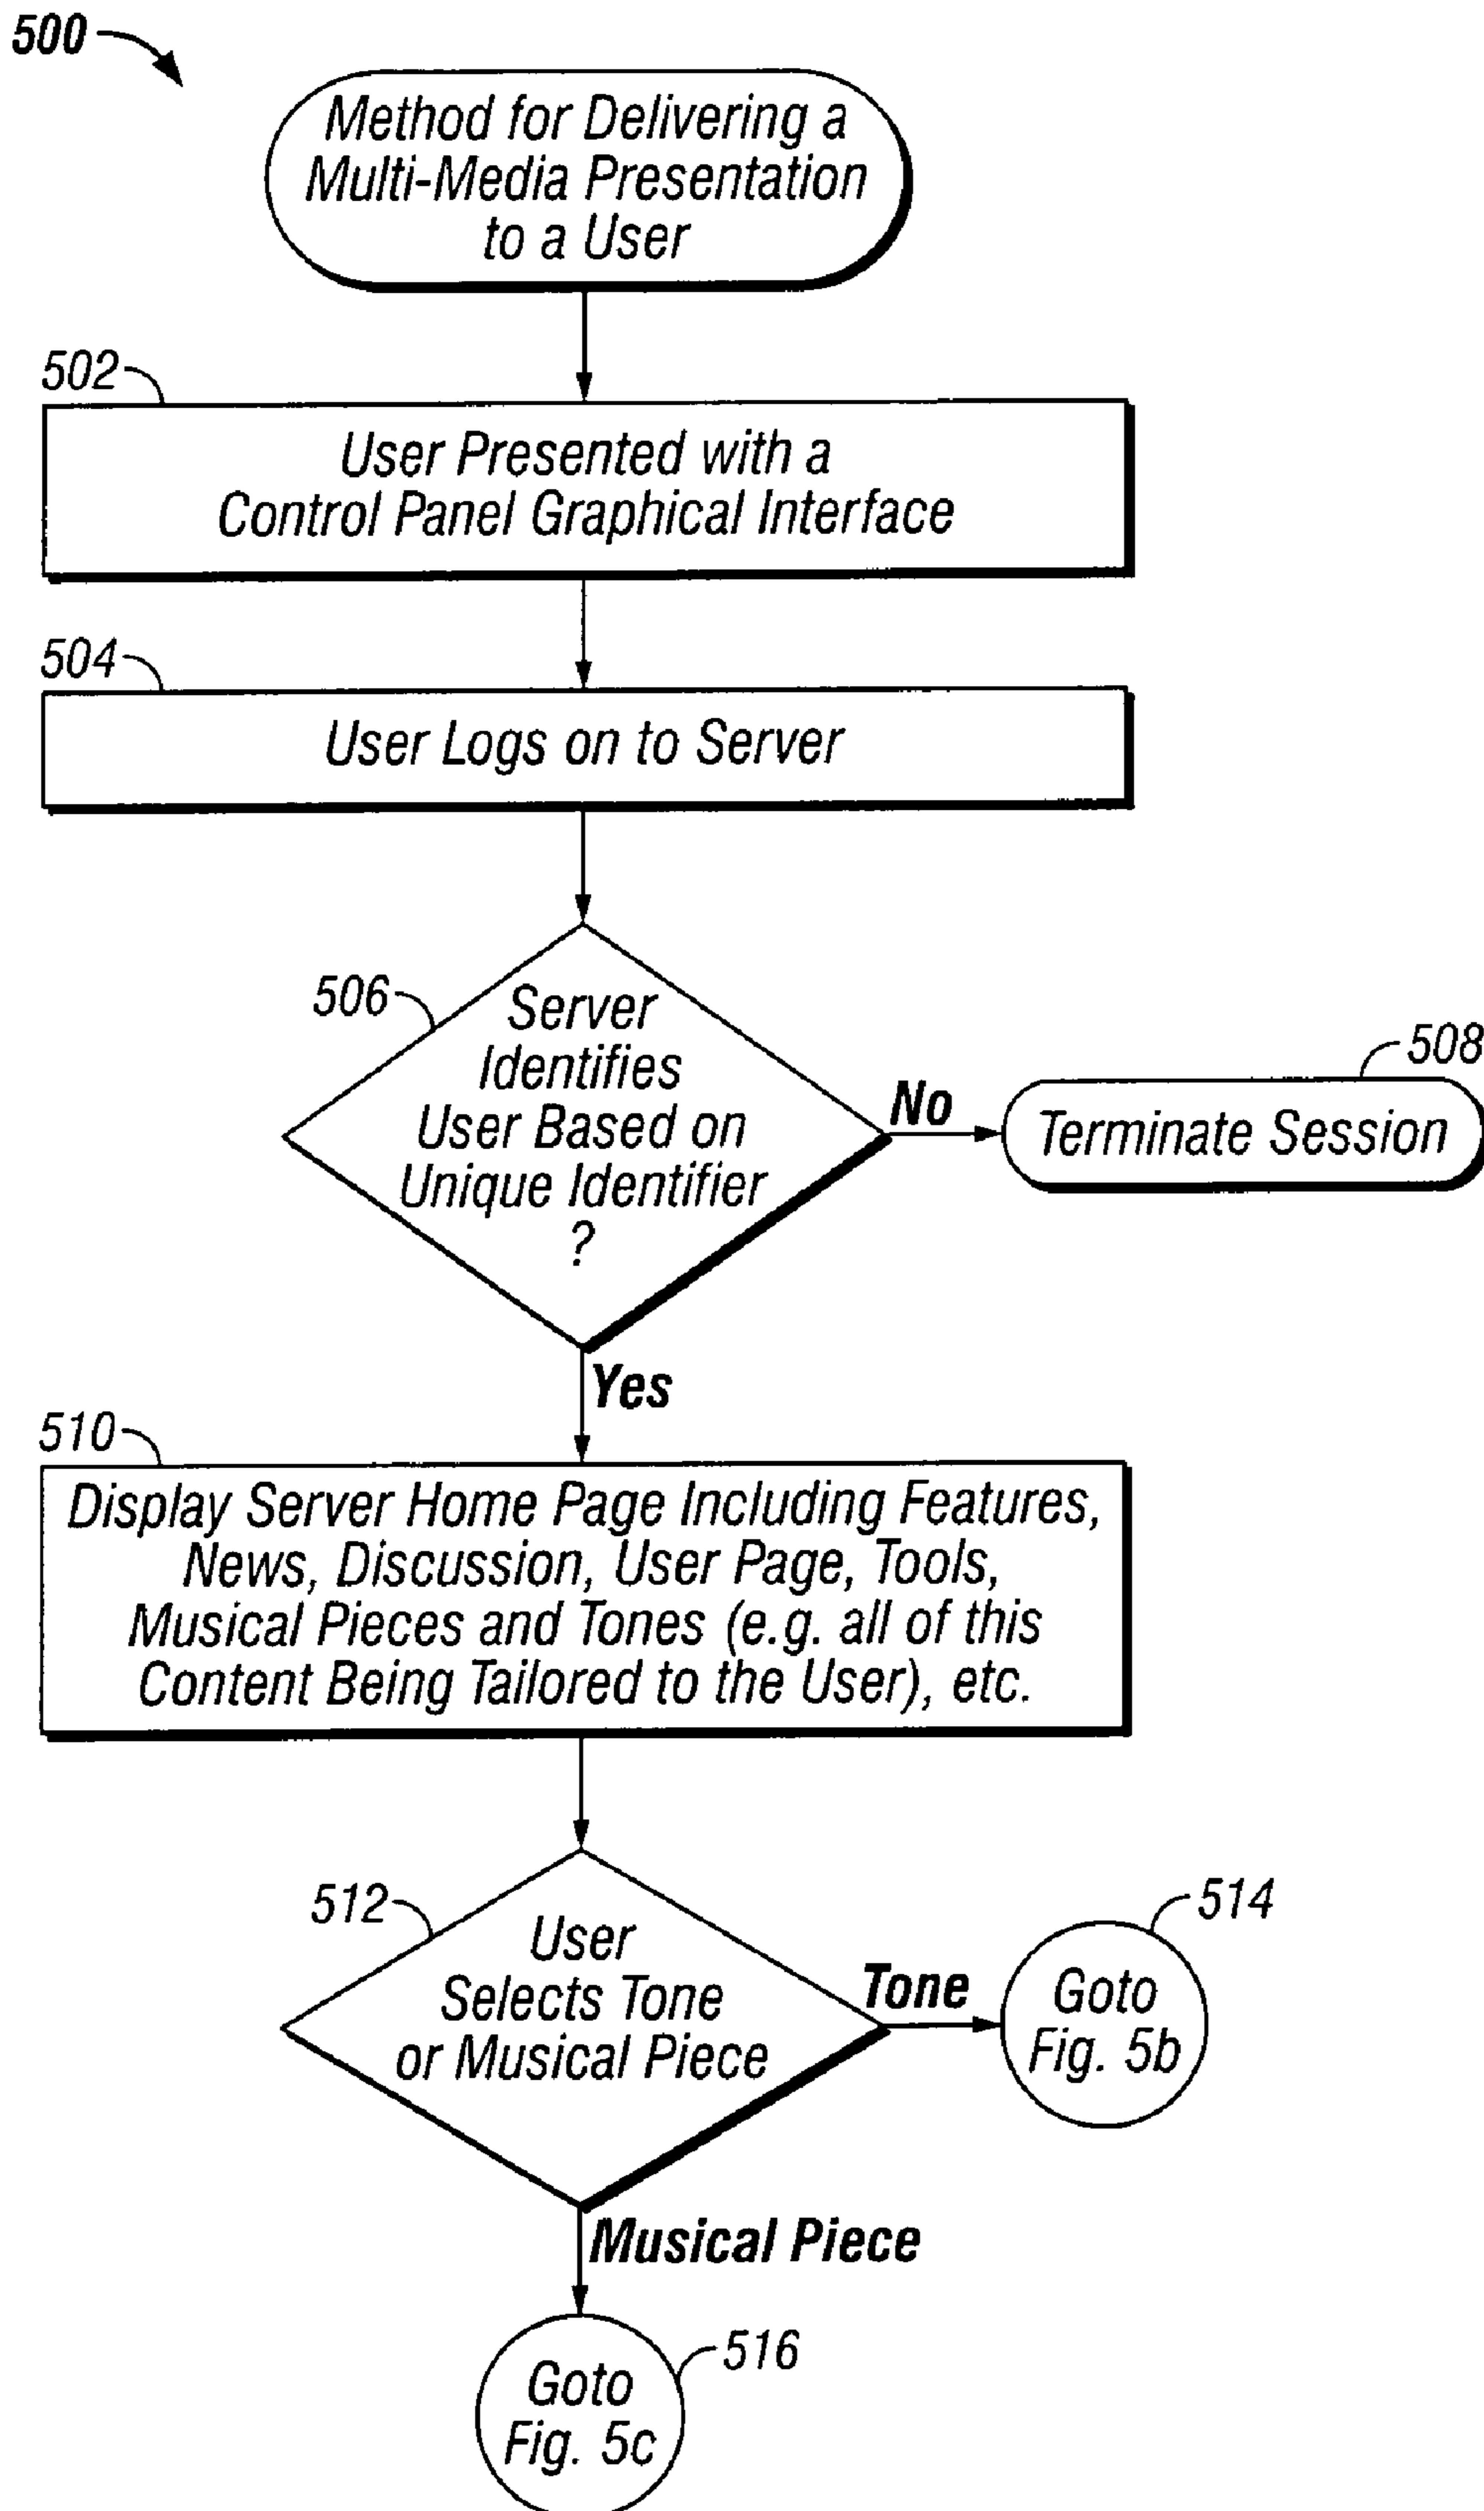 500
Method for Delivering a
Multi-Media Presentation
to a User
502
User Presented with a
Control Panel Graphical Interface
504
User Logs on to Server
506
Server
Identifies
User Based on
Unique Identifier
?
No
508
Terminate Session
Yes
510
Display Server Home Page Including Features,
News, Discussion, User Page, Tools,
Musical Pieces and Tones (e.g. all of this
Content Being Tailored to the User), etc.
512
User
Selects Tone
or Musical Piece
Tone
514
Goto
Fig. 5b
Musical Piece
516
Goto
Fig. 5c